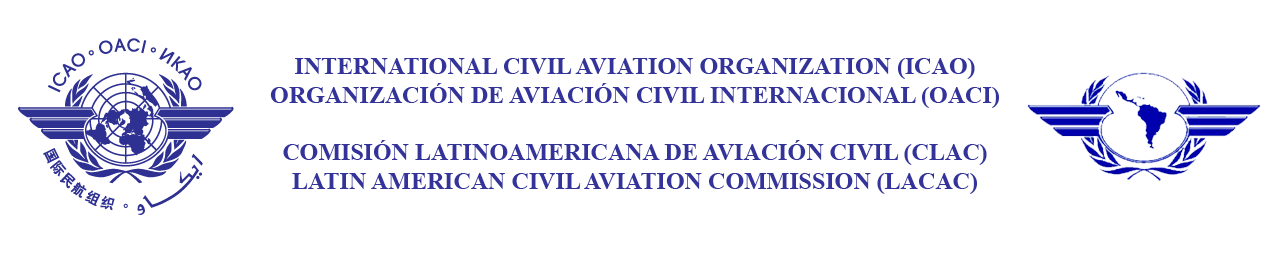 ICAO · OACI · ИКАО
国际民航组织
ايكاو
INTERNATIONAL CIVIL AVIATION ORGANIZATION (ICAO)
ORGANIZACIÓN DE AVIACIÓN CIVIL INTERNACIONAL (OACI)
COMISIÓN LATINOAMERICANA DE AVIACIÓN CIVIL (CLAC)
LATIN AMERICAN CIVIL AVIATION COMMISSION (LACAC)